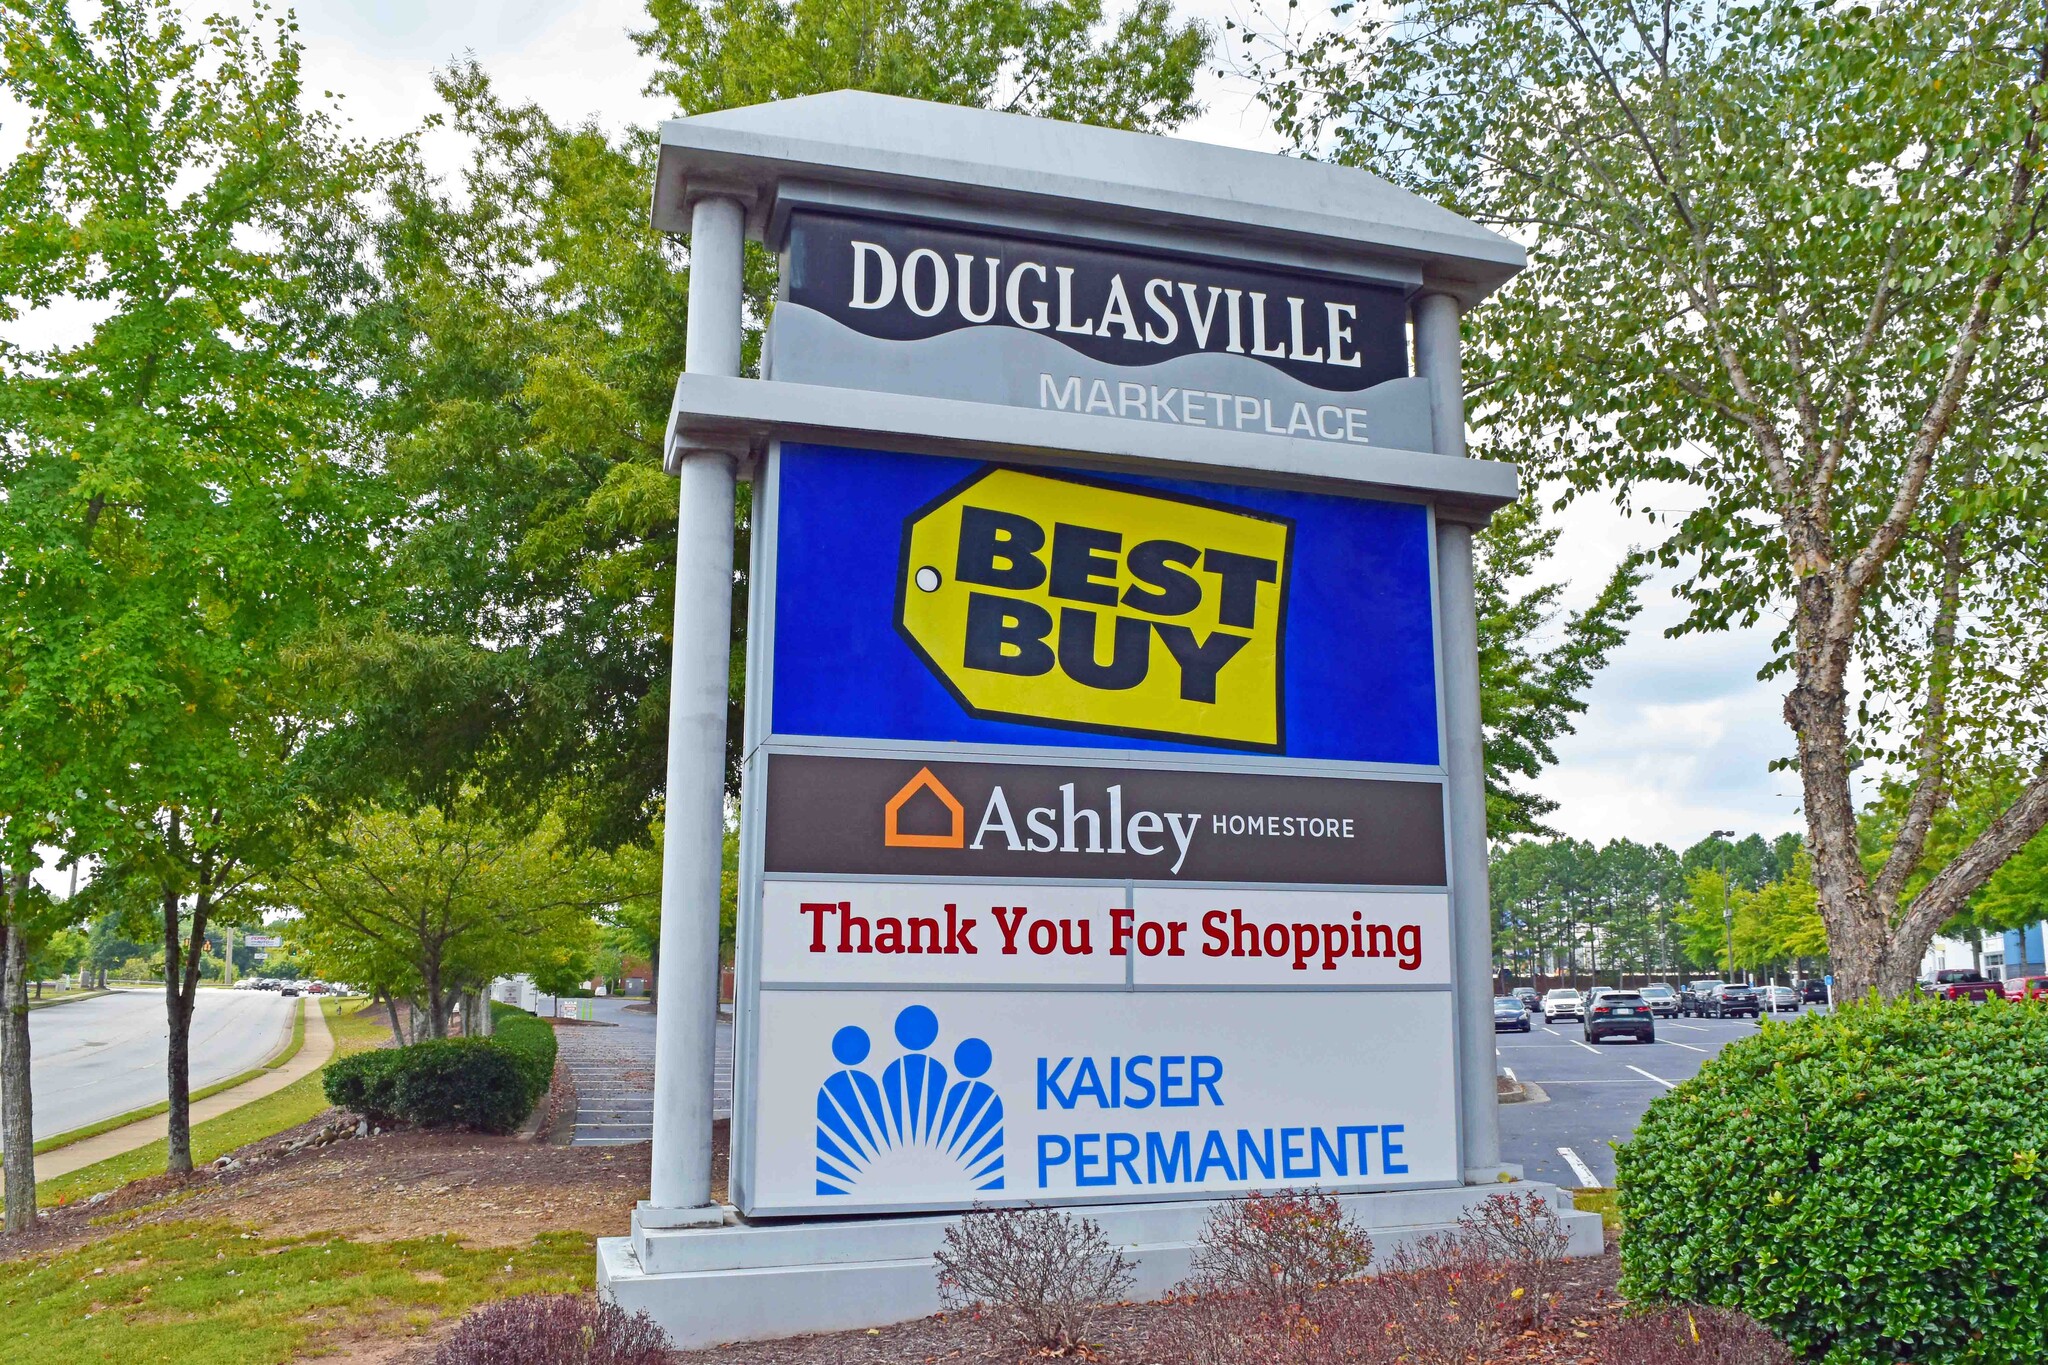 DOUGLASVILLE
MARKETPLACE
BEST
BUY
Ashley HOMESTORE
Thank You For Shopping
KAISER
PERMANENTE